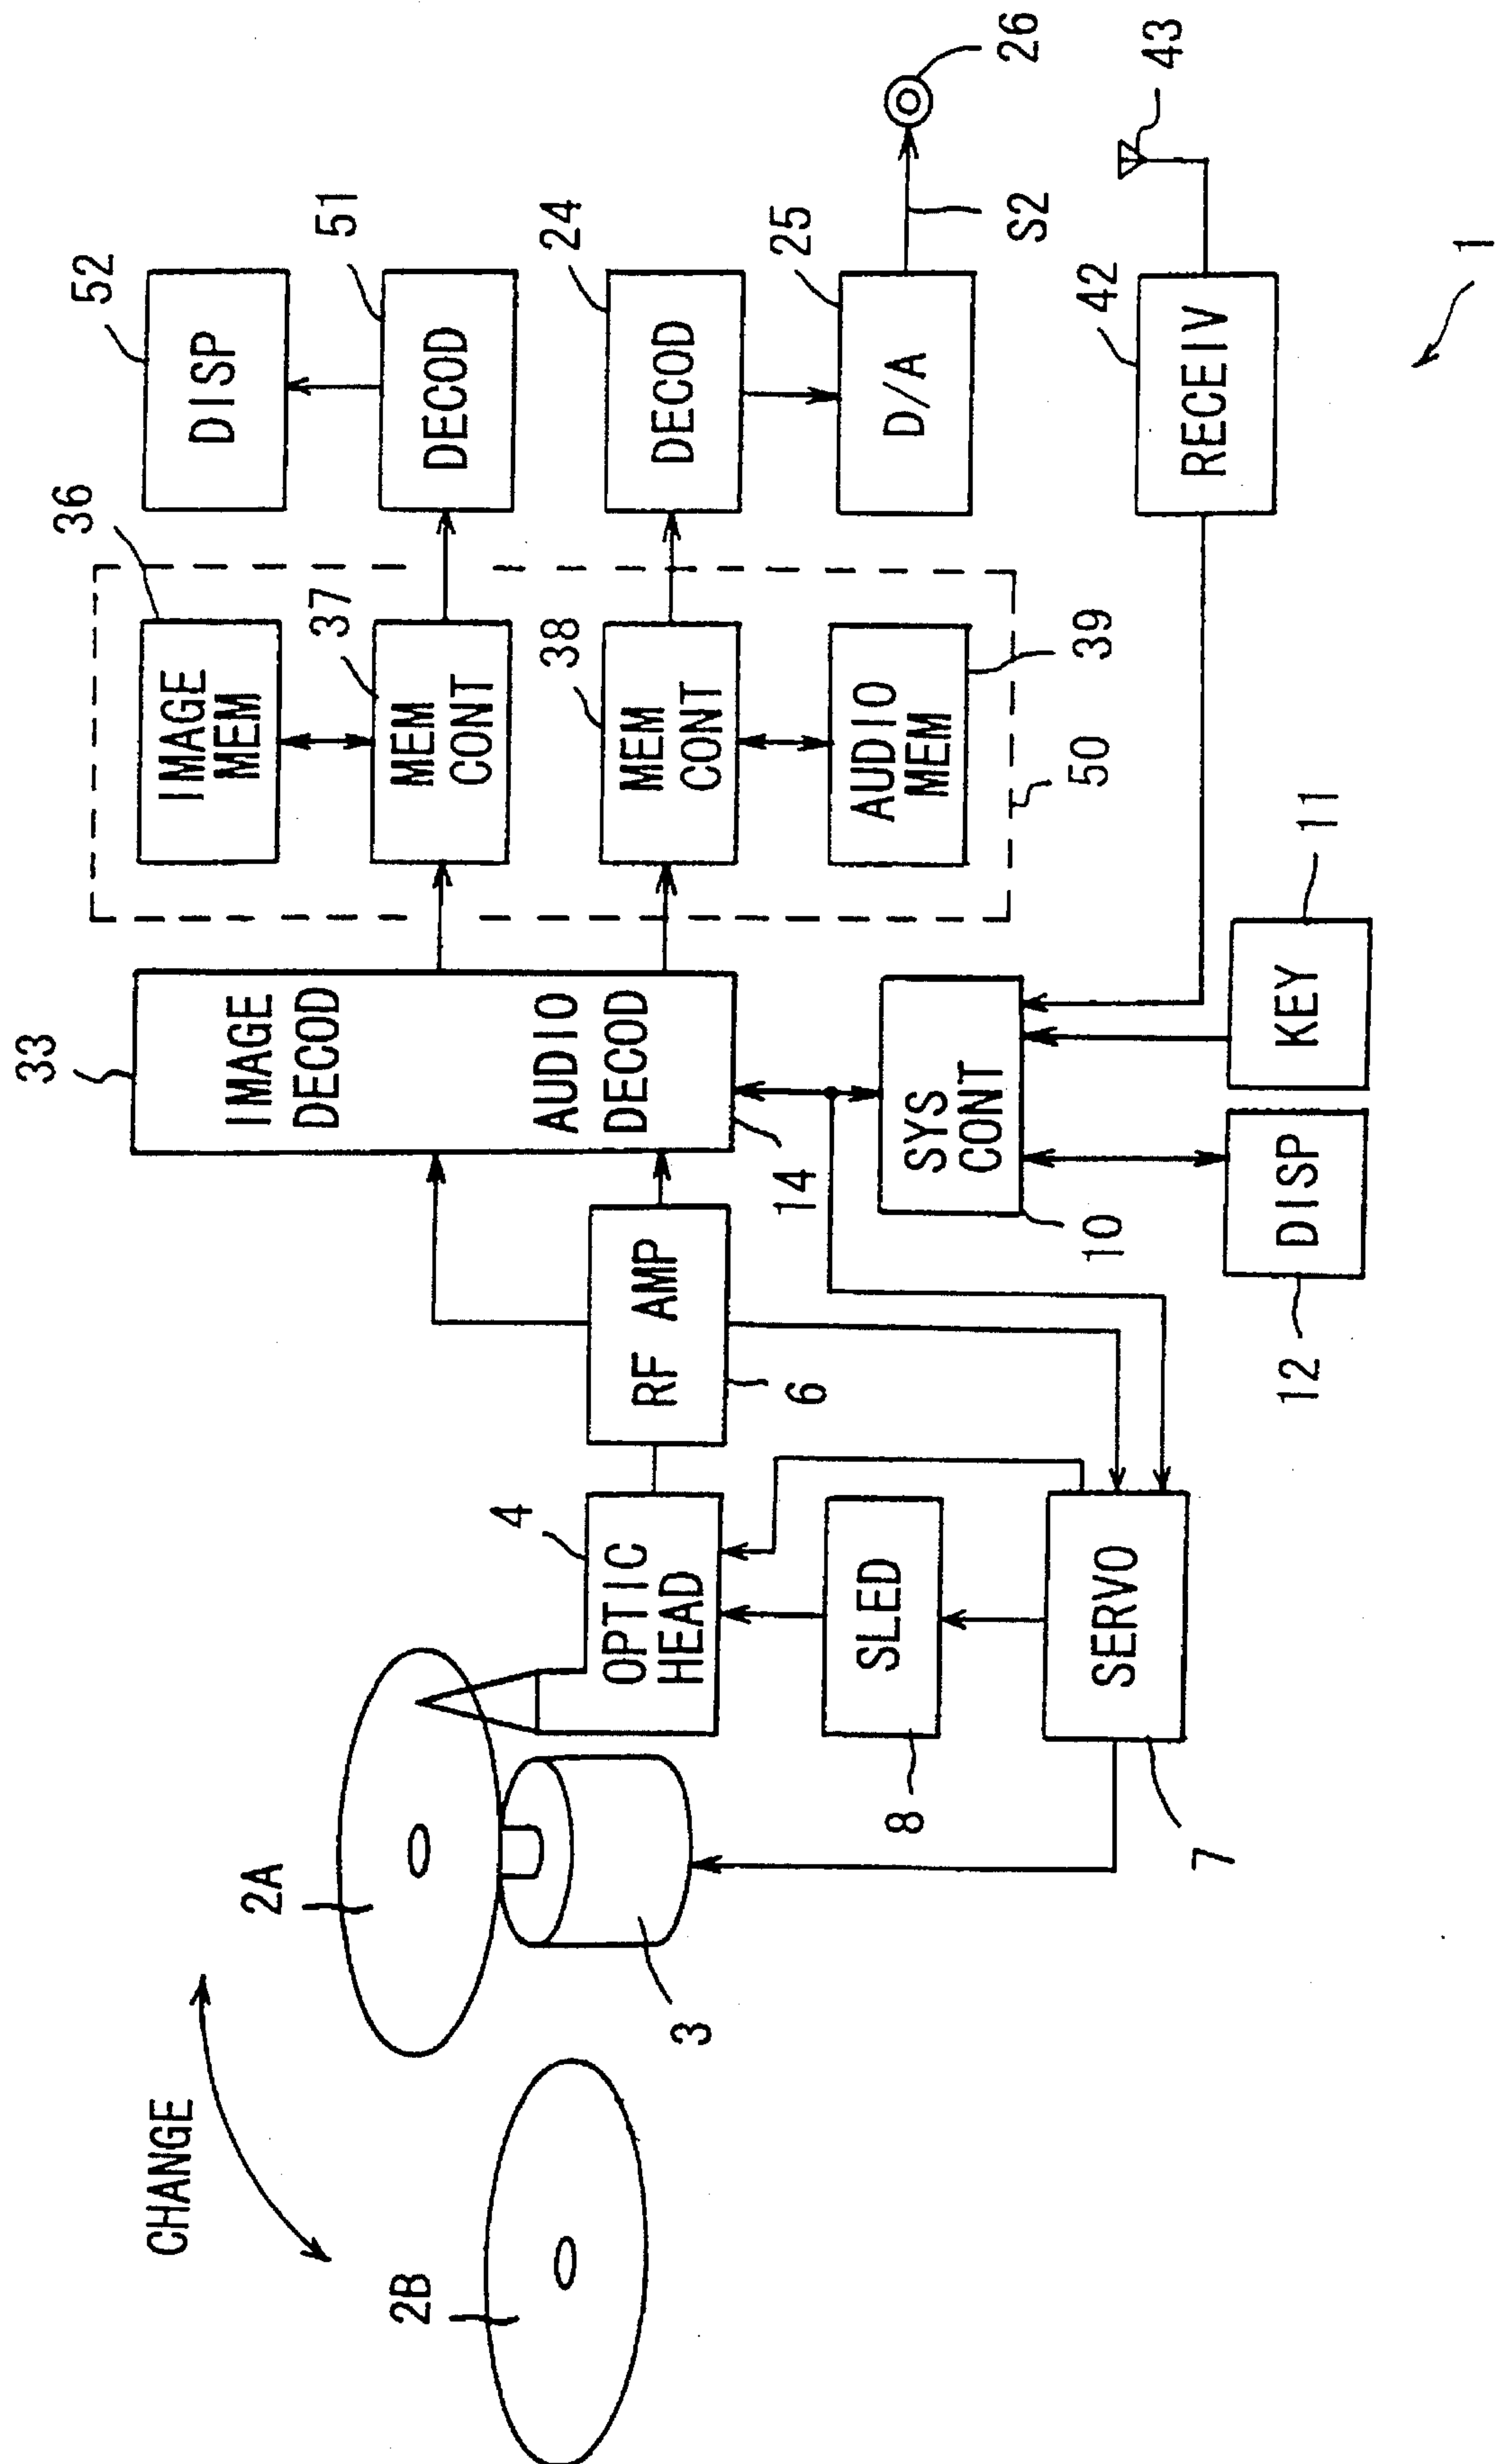 CHANGE
2A
2B
3
4
OPTIC
HEAD
SLED
8
SERVO
7
RF AMP
6
33
IMAGE
DECOD
AUDIO
DECOD
14
SYS
CONT
10
DISP
12
KEY
11
36
IMAGE
MEM
37
MEM
CONT
38
MEM
CONT
AUDIO
MEM
39
50
52
DISP
51
DECOD
24
DECOD
25
D/A
S2
26
42
RECEIV
43
1